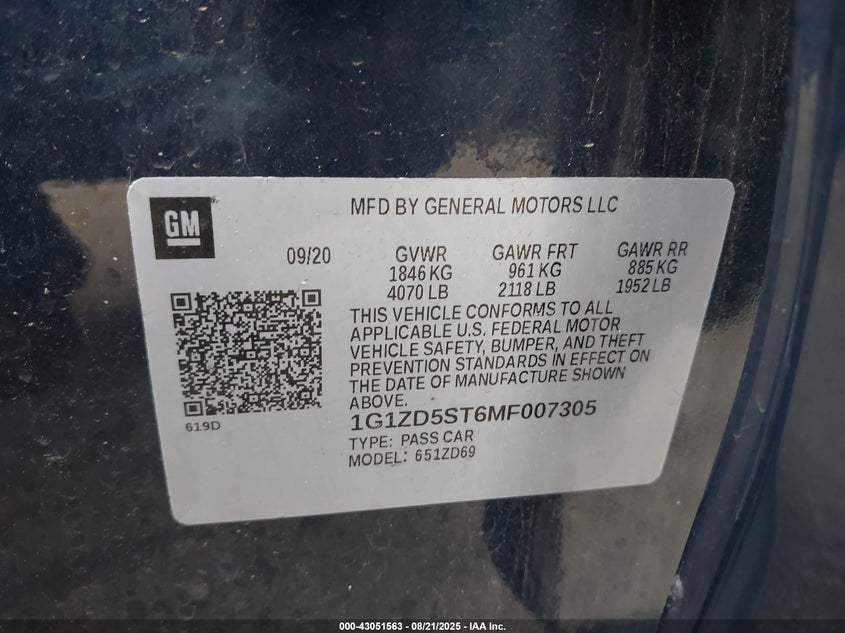 GM
MFD BY GENERAL MOTORS LLC
09/20 GVWR GAWR FRT GAWR RR
1846 KG 961 KG 885 KG
4070 LB 2118 LB 1952 LB
THIS VEHICLE CONFORMS TO ALL
APPLICABLE U.S. FEDERAL MOTOR
VEHICLE SAFETY, BUMPER, AND THEFT
PREVENTION STANDARDS IN EFFECT ON
THE DATE OF MANUFACTURE SHOWN
ABOVE.
619D
1G1ZD5ST6MF007305
TYPE: PASS CAR
MODEL: 651ZD69
000-43051563 - 08/21/2025 - IAA Inc.